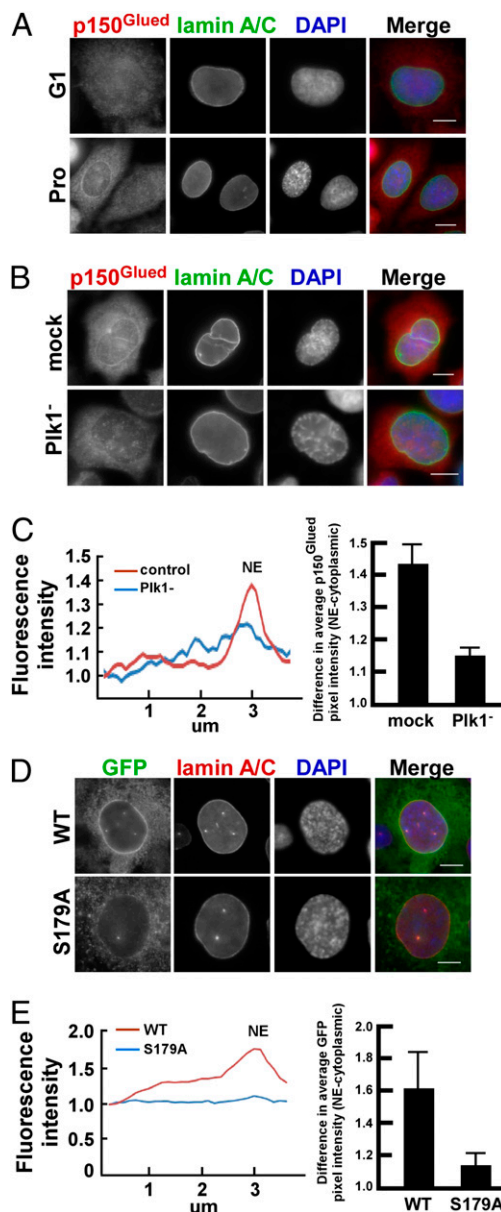 A
p150Glued lamin A/C DAPI Merge
G1
Pro
B
p150Glued lamin A/C DAPI Merge
mock
Plk1-
C
Fluorescence intensity
1.5
1.4
1.3
1.2
1.1
1.0
control
Plk1-
NE
1 2 3
um
Difference in average p150Glued
pixel intensity (NE-cytoplasmic)
1.5
1.4
1.3
1.2
1.1
1.0
mock Plk1-
D
GFP lamin A/C DAPI Merge
WT
S179A
E
Fluorescence intensity
2.0
1.5
1.0
0.5
0
WT
S179A
NE
1 2 3
um
Difference in average GFP
pixel intensity (NE-cytoplasmic)
2.0
1.8
1.6
1.4
1.2
1.0
WT S179A